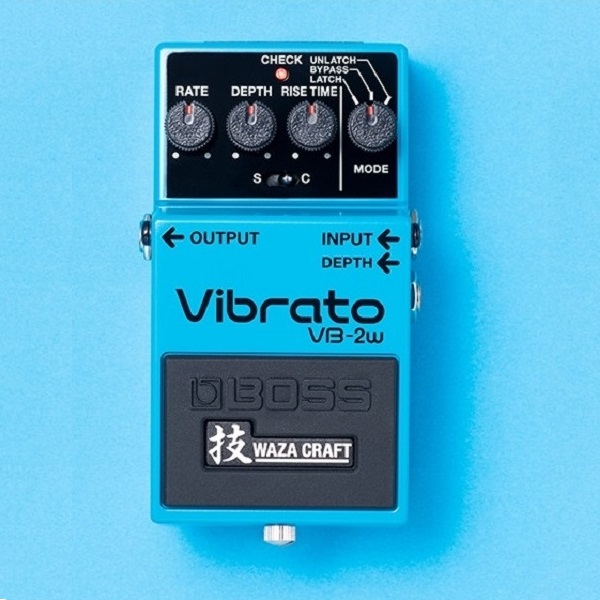 CHECK
UNLATCH
BYPASS
LATCH
RATE DEPTH RISE TIME
MODE
S C
OUTPUT INPUT
DEPTH
Vibrato
VB-2w
BOSS
技 WAZA CRAFT